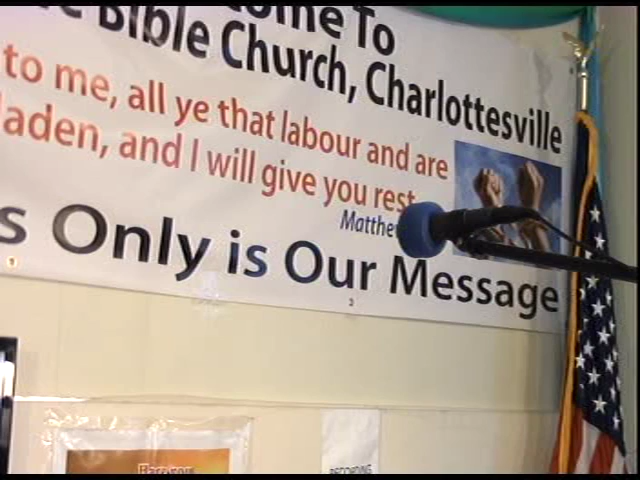 To
Bible Church, Charlottesville
to me, all ye that labour and are
laden, and I will give you rest
Matthe
s Only is Our Message
RECORDING